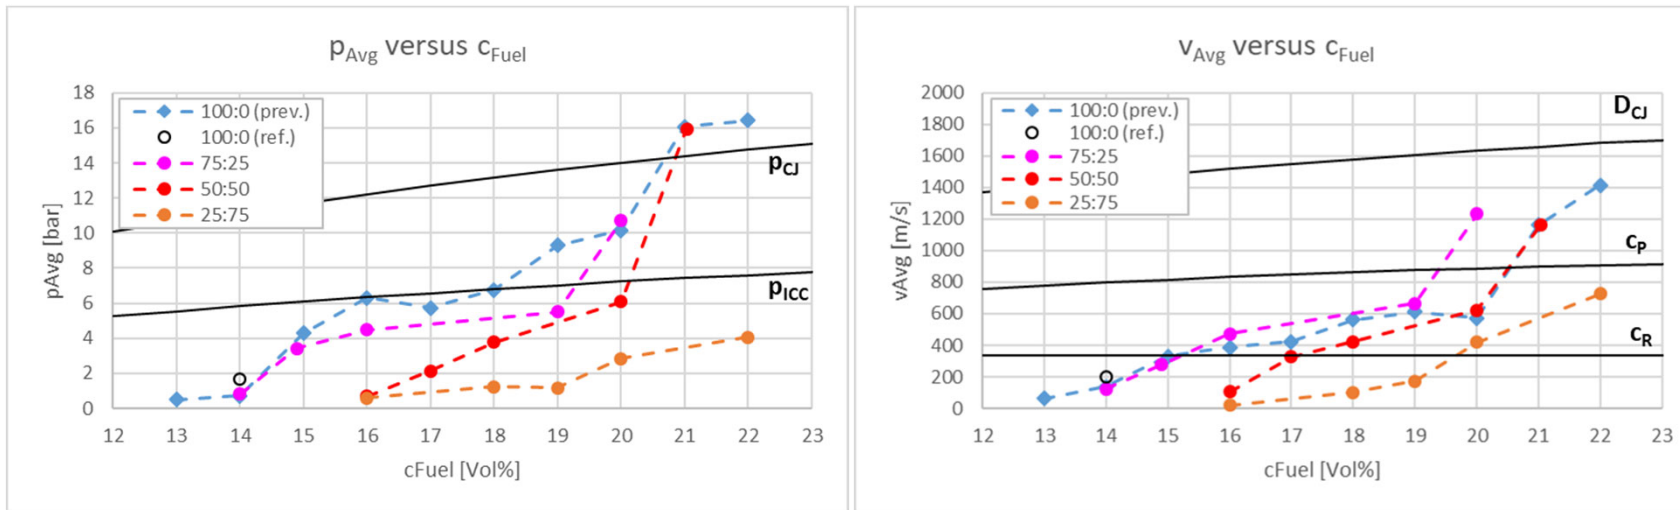 pAvg versus cFuel
18
16
14
12
10
8
6
4
2
0
pAvg [bar]
100:0 (prev.)
100:0 (ref.)
75:25
50:50
25:75
pCJ
pICC
12 13 14 15 16 17 18 19 20 21 22 23
cFuel [Vol%]
vAvg versus cFuel
2000
1800
1600
1400
1200
1000
800
600
400
200
0
vAvg [m/s]
100:0 (prev.)
100:0 (ref.)
75:25
50:50
25:75
DCJ
cP
cR
12 13 14 15 16 17 18 19 20 21 22 23
cFuel [Vol%]